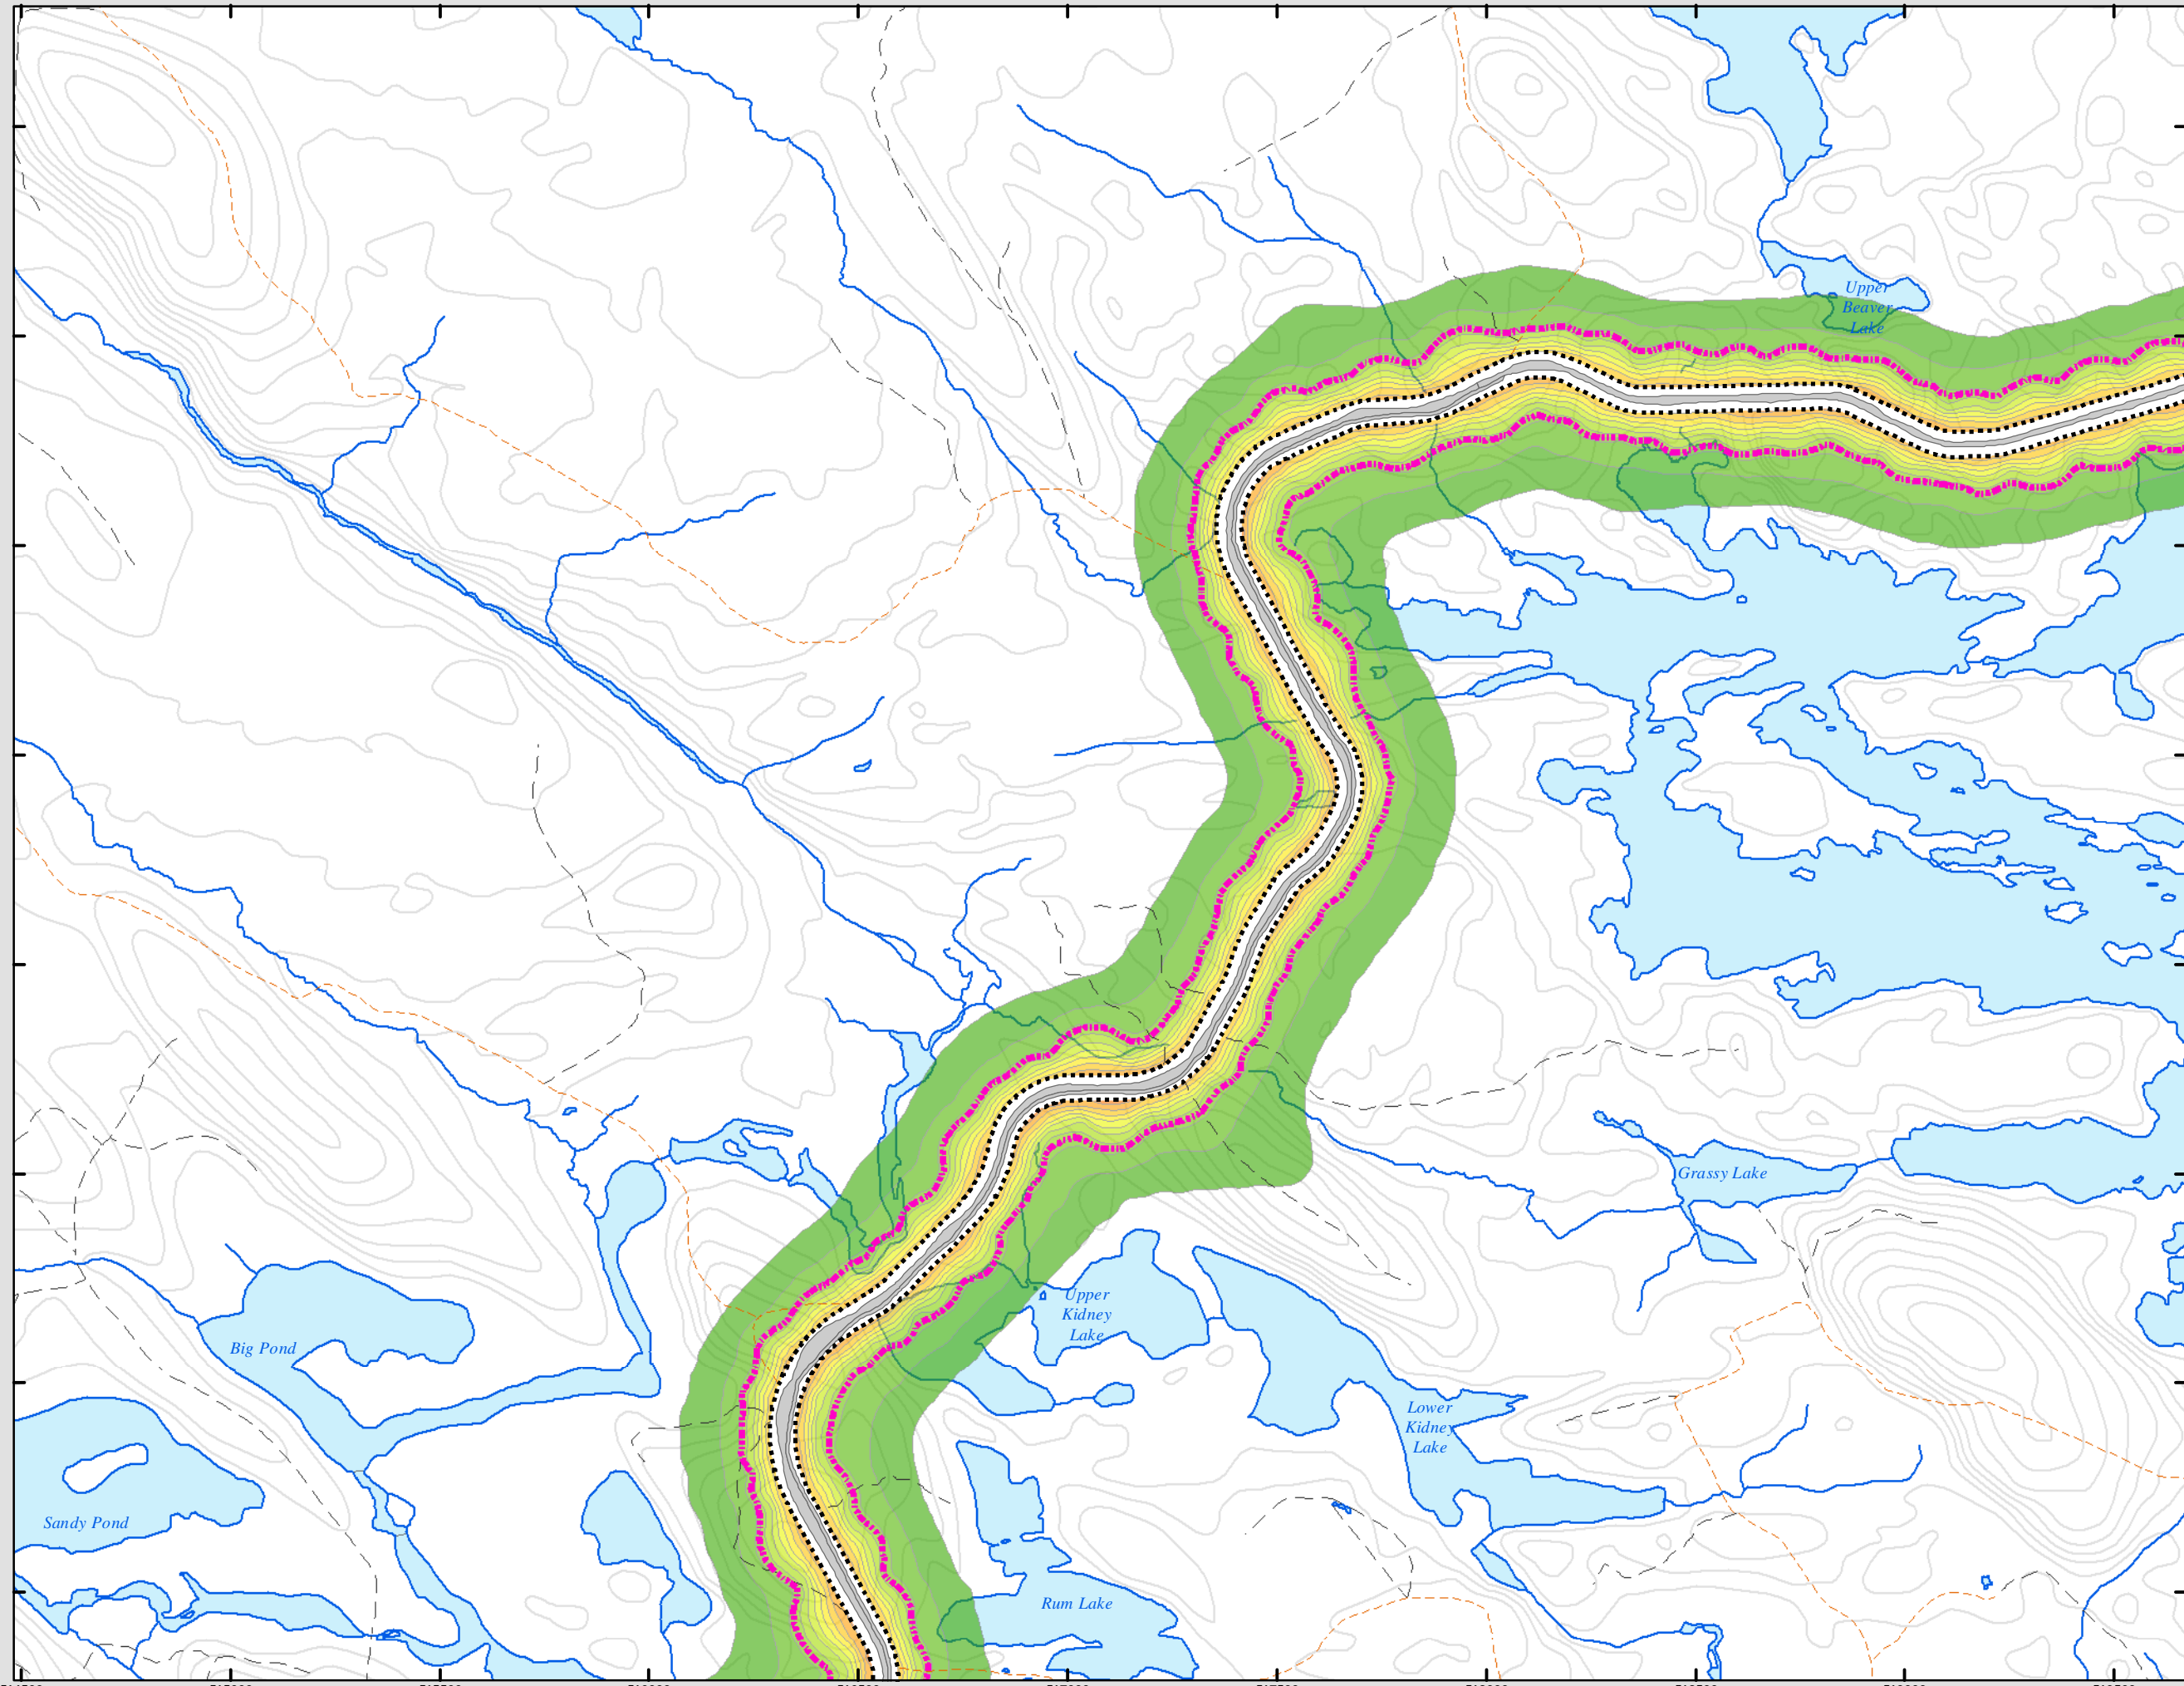 Upper
Beaver
Lake
Grassy Lake
Upper
Kidney
Lake
Big Pond
Lower
Kidney
Lake
Sandy Pond
Rum Lake